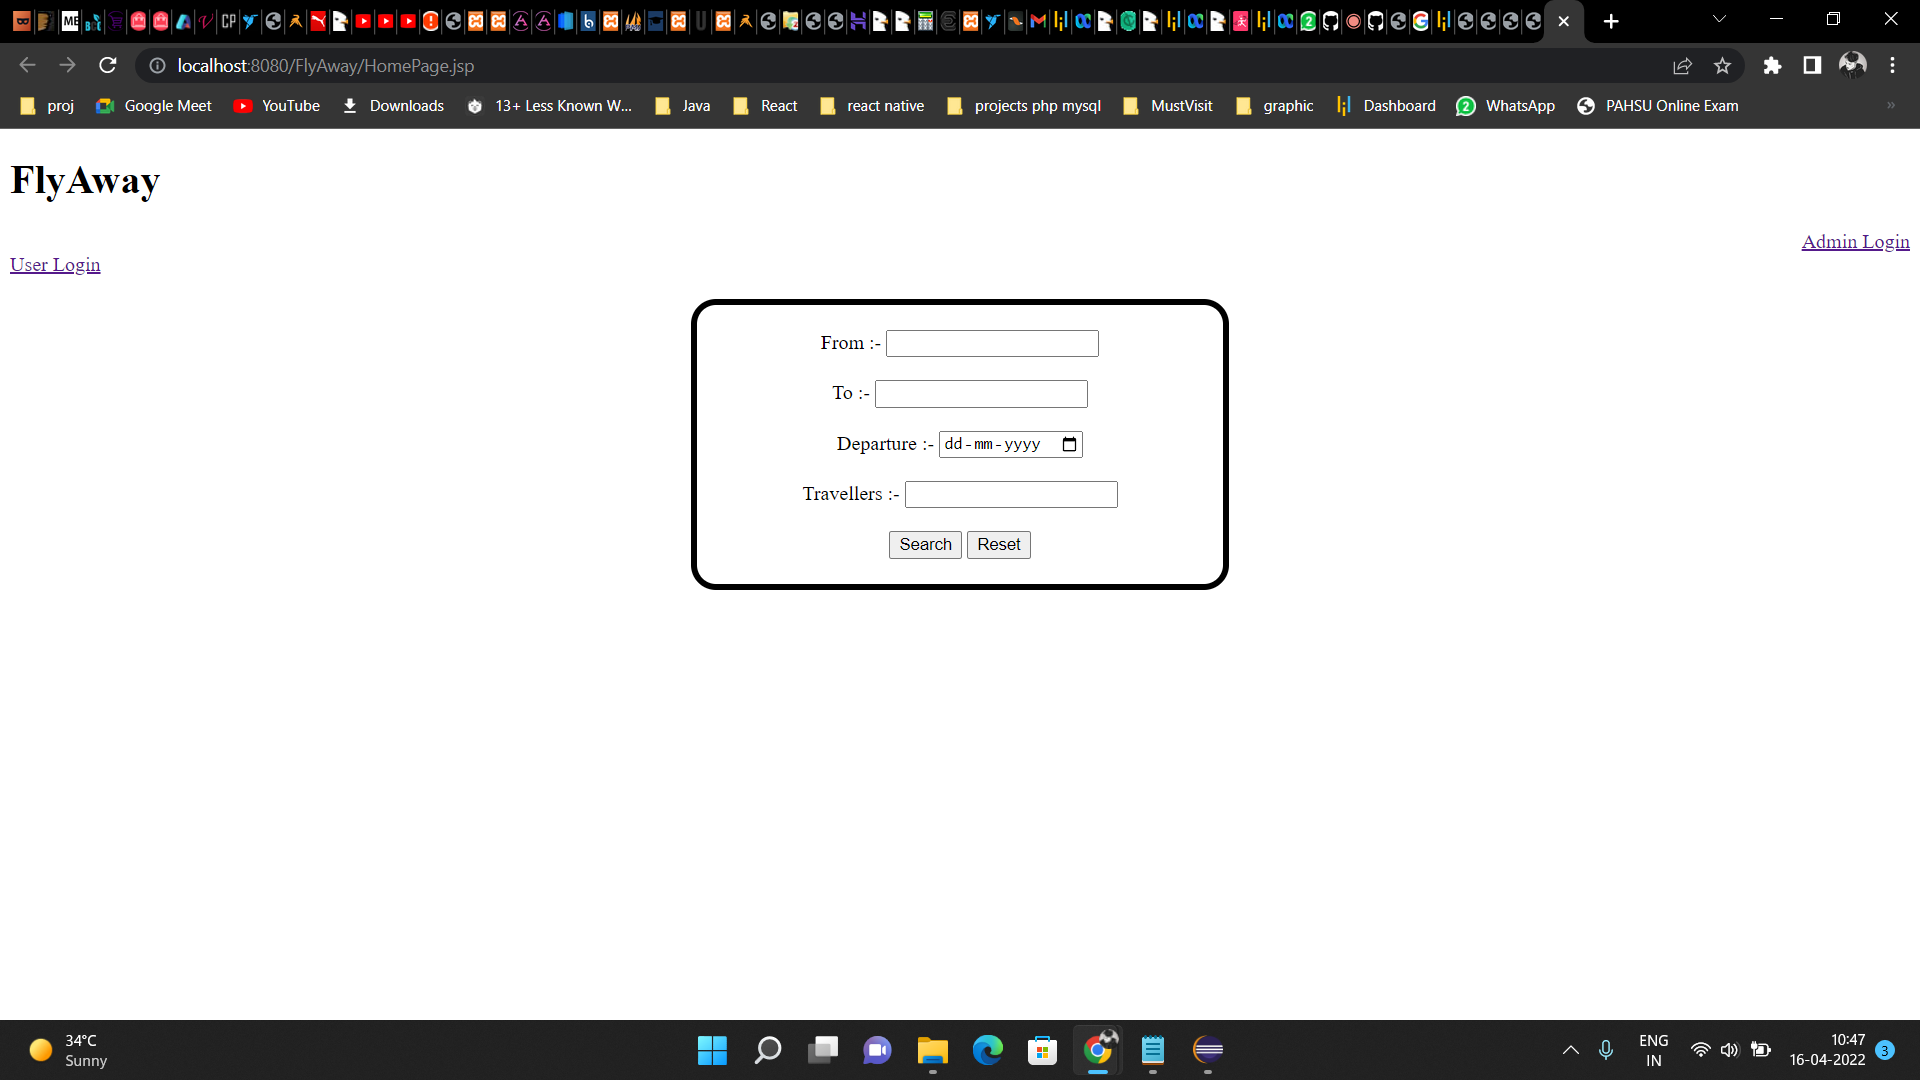 localhost:8080/FlyAway/HomePage.jsp
proj
Google Meet
YouTube
Downloads
13+ Less Known W...
Java
React
react native
projects php mysql
MustVisit
graphic
Dashboard
2
WhatsApp
PAHSU Online Exam
»
FlyAway
Admin Login
User Login
From :-
To :-
Departure :- dd-mm-yyyy
Travellers :-
Search Reset
34°C
Sunny
ENG
IN
10:47
16-04-2022
3